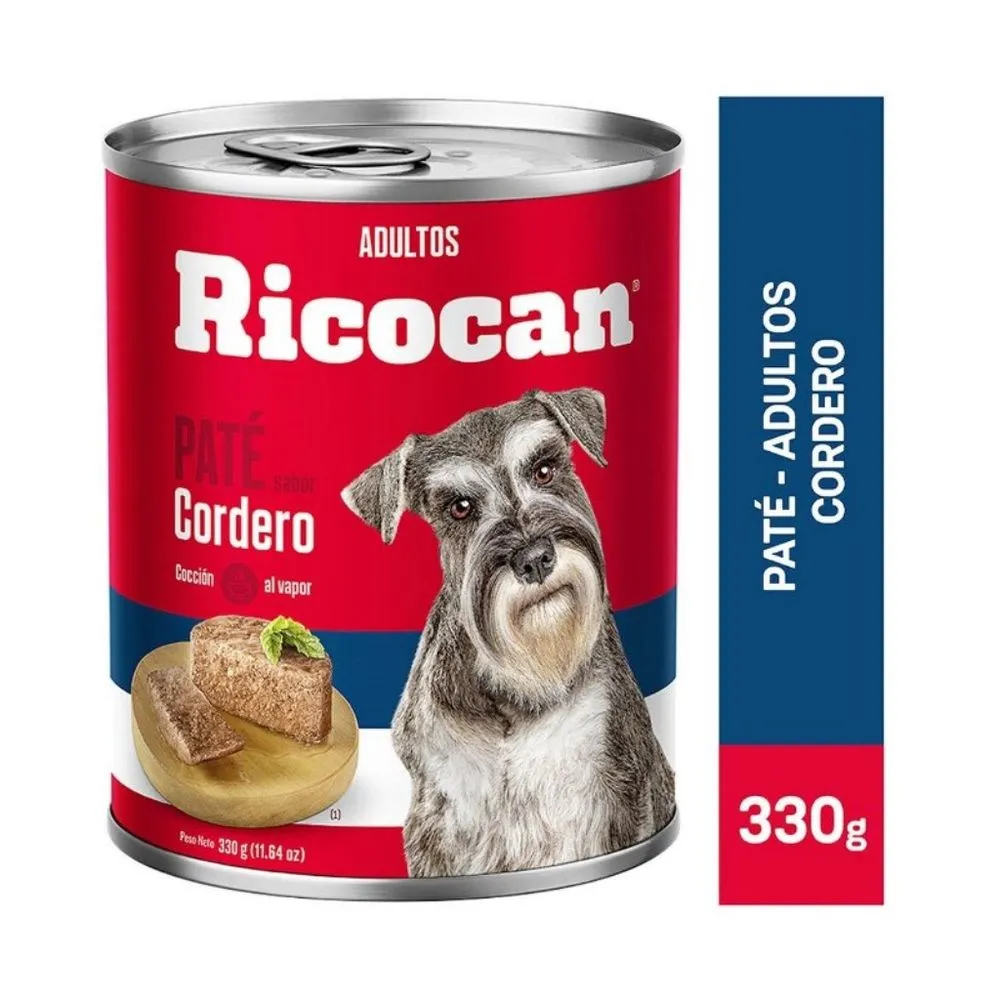 ADULTOS
Ricocan®
PATÉ sabor
Cordero
Cocción al vapor
(1)
Peso Neto 330 g (11.64 oz)
PATÉ - ADULTOS
CORDERO
330g